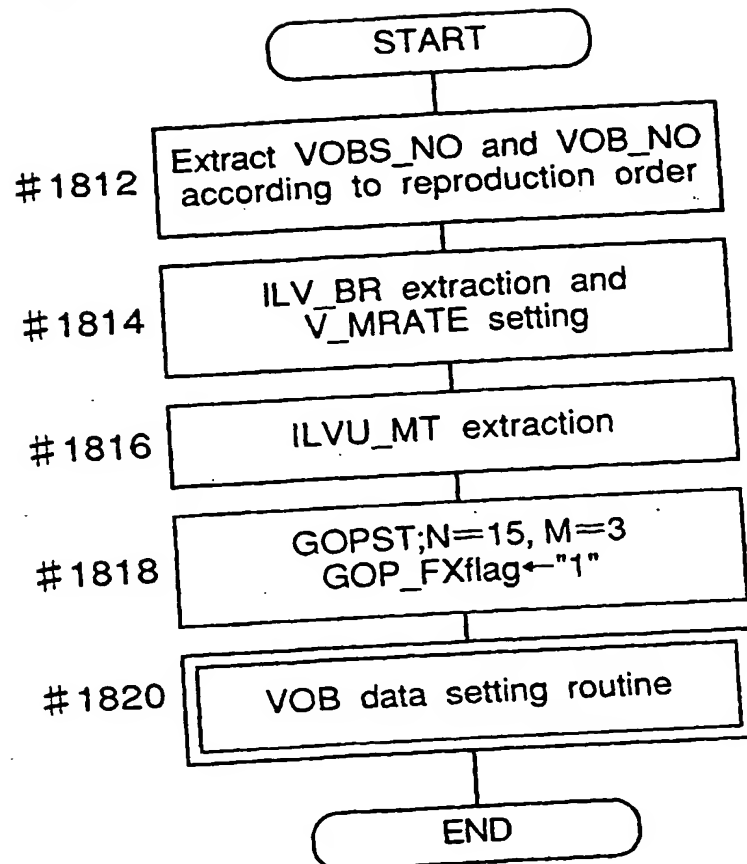 START
#1812
Extract VOBS_NO and VOB_NO
according to reproduction order
#1814
ILV_BR extraction and
V_MRATE setting
#1816
ILVU_MT extraction
#1818
GOPST;N=15, M=3
GOP_FXflag←"1"
#1820
VOB data setting routine
END